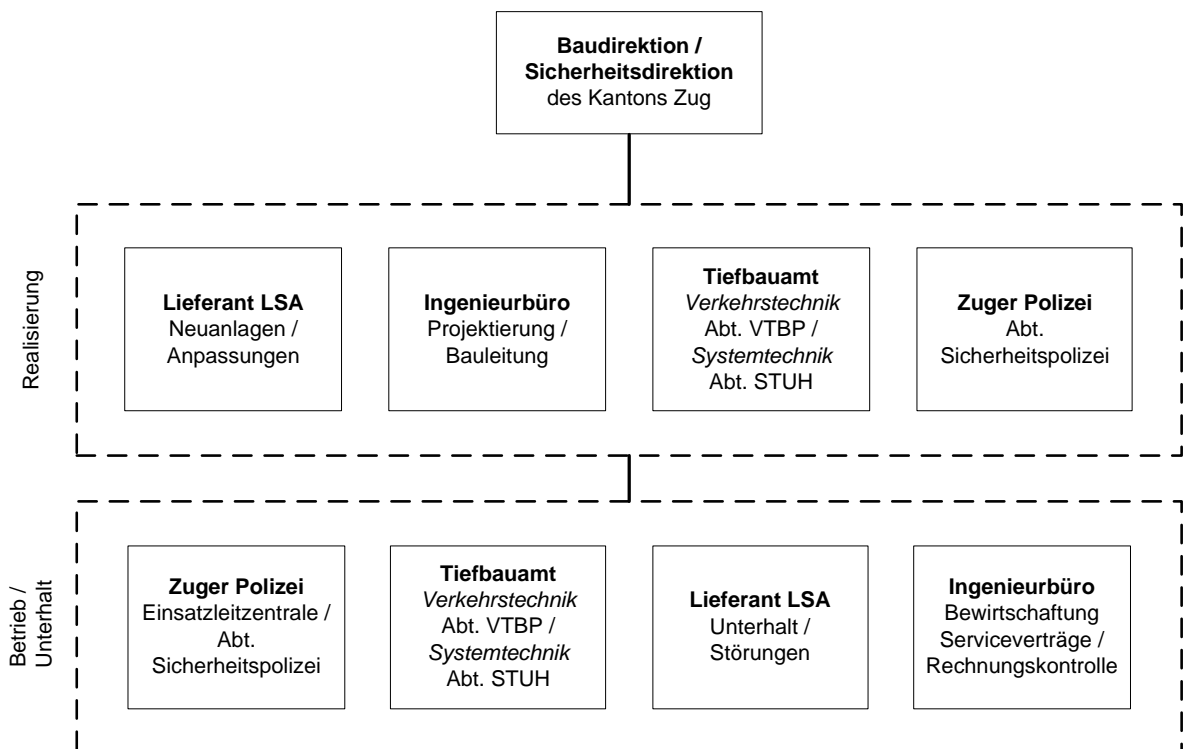 Baudirektion /
Sicherheitsdirektion
des Kantons Zug
Realisierung
Lieferant LSA
Neuanlagen /
Anpassungen
Ingenieurbüro
Projektierung /
Bauleitung
Tiefbauamt
Verkehrstechnik
Abt. VTBP /
Systemtechnik
Abt. STUH
Zuger Polizei
Abt.
Sicherheitspolizei
Betrieb /
Unterhalt
Zuger Polizei
Einsatzleitzentrale /
Abt.
Sicherheitspolizei
Tiefbauamt
Verkehrstechnik
Abt. VTBP /
Systemtechnik
Abt. STUH
Lieferant LSA
Unterhalt /
Störungen
Ingenieurbüro
Bewirtschaftung
Serviceverträge /
Rechnungskontrolle